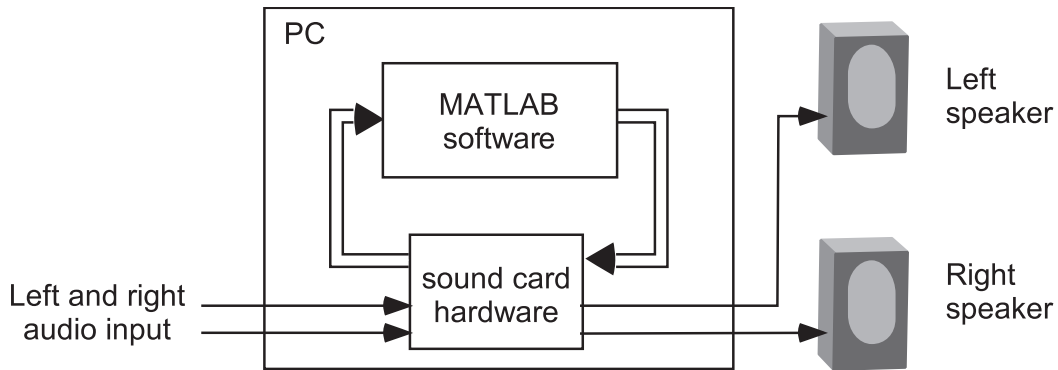 PC
MATLAB
software
Left
speaker
sound card
hardware
Left and right
audio input
Right
speaker